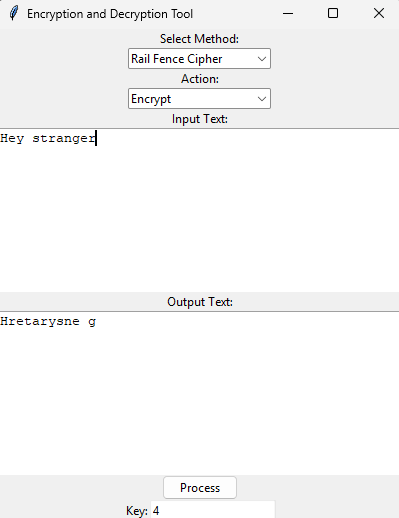 Encryption and Decryption Tool
Select Method:
Rail Fence Cipher
Action:
Encrypt
Input Text:
Hey stranger
Output Text:
Hretarysne g
Process
Key: 4